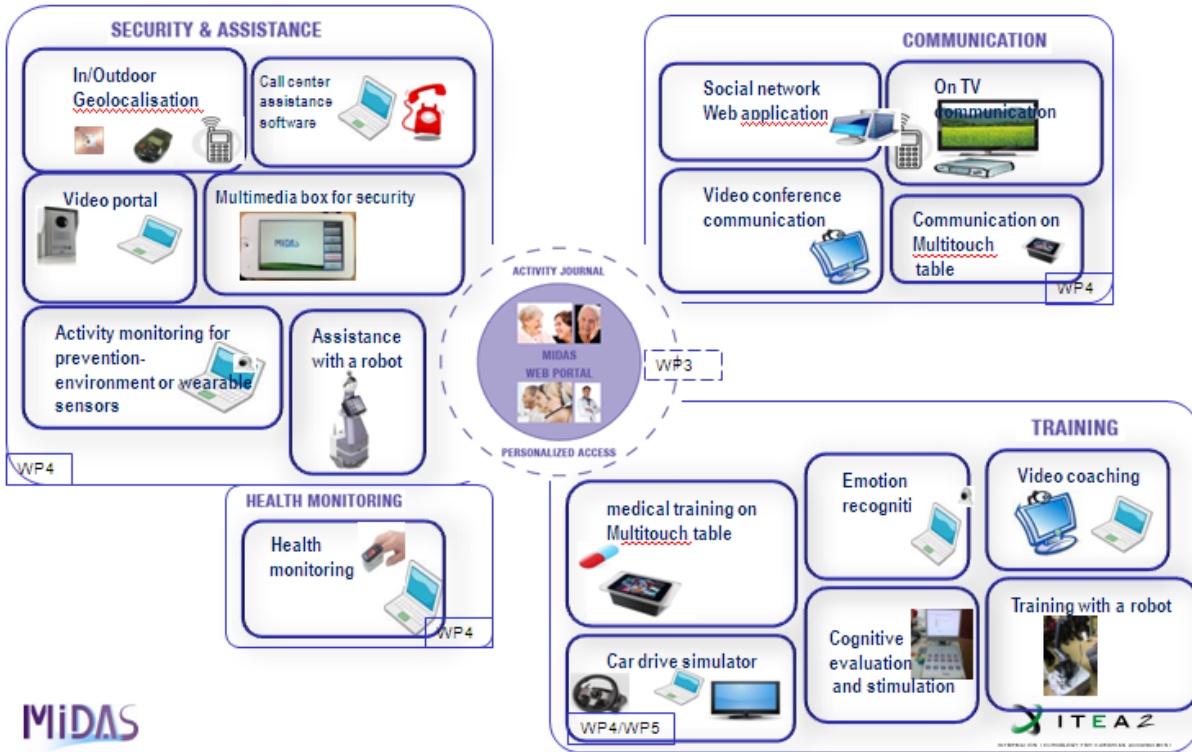 SECURITY & ASSISTANCE
In/Outdoor
Geolocalisation
Call center
assistance
software
Video portal
Multimedia box for security
MiDAS
Activity monitoring for
prevention-
environment or wearable
sensors
Assistance
with a robot
WP4
HEALTH MONITORING
Health
monitoring
WP4
ACTIVITY JOURNAL
MIDAS
WEB PORTAL
PERSONALIZED ACCESS
WP3
COMMUNICATION
Social network
Web application
On TV
communication
Video conference
communication
Communication on
Multitouch
table
WP4
TRAINING
medical training on
Multitouch table
Emotion
recogniti
Video coaching
Car drive simulator
Cognitive
evaluation
and stimulation
Training with a robot
WP4/WP5
MiDAS
ITEA2